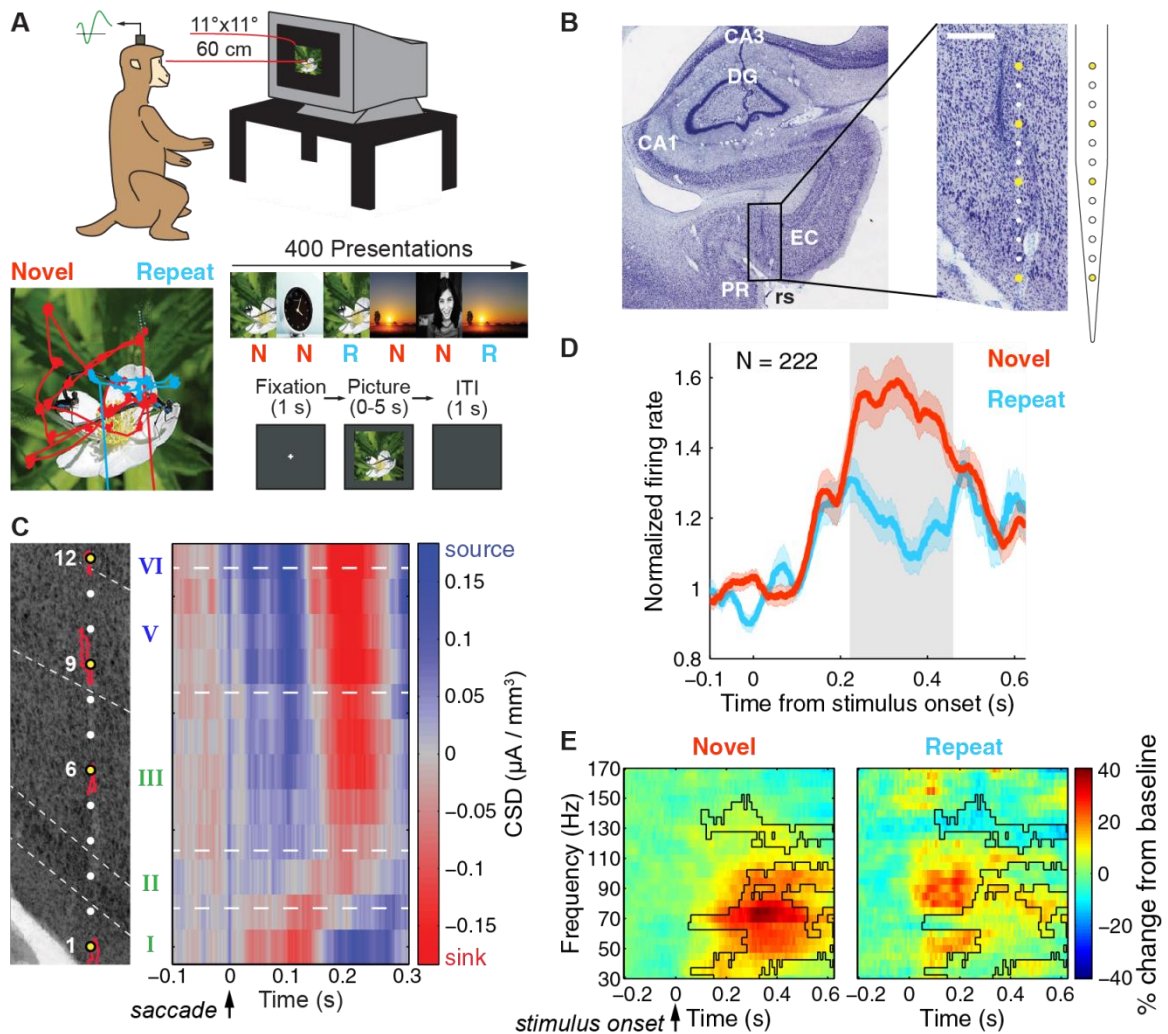 A
11°x11°
60 cm
Novel
Repeat
400 Presentations
N N R N N R
Fixation
(1 s)
Picture
(0-5 s)
ITI
(1 s)
B
CA3
DG
CA1
EC
PR
rs
C
12
9
6
1
VI
V
III
II
I
source
0.15
0.1
0.05
0
−0.05
−0.1
−0.15
sink
CSD (µA / mm³)
−0.1 0 0.1 0.2 0.3
saccade
Time (s)
D
N = 222
Novel
Repeat
Normalized firing rate
1.6
1.4
1.2
1
0.8
−0.1 0 0.2 0.4 0.6
Time from stimulus onset (s)
E
Novel
Repeat
Frequency (Hz)
170
150
130
110
90
70
50
30
−0.2 0 0.2 0.4 0.6
−0.2 0 0.2 0.4 0.6
stimulus onset
Time (s)
Time (s)
40
20
0
−20
−40
% change from baseline